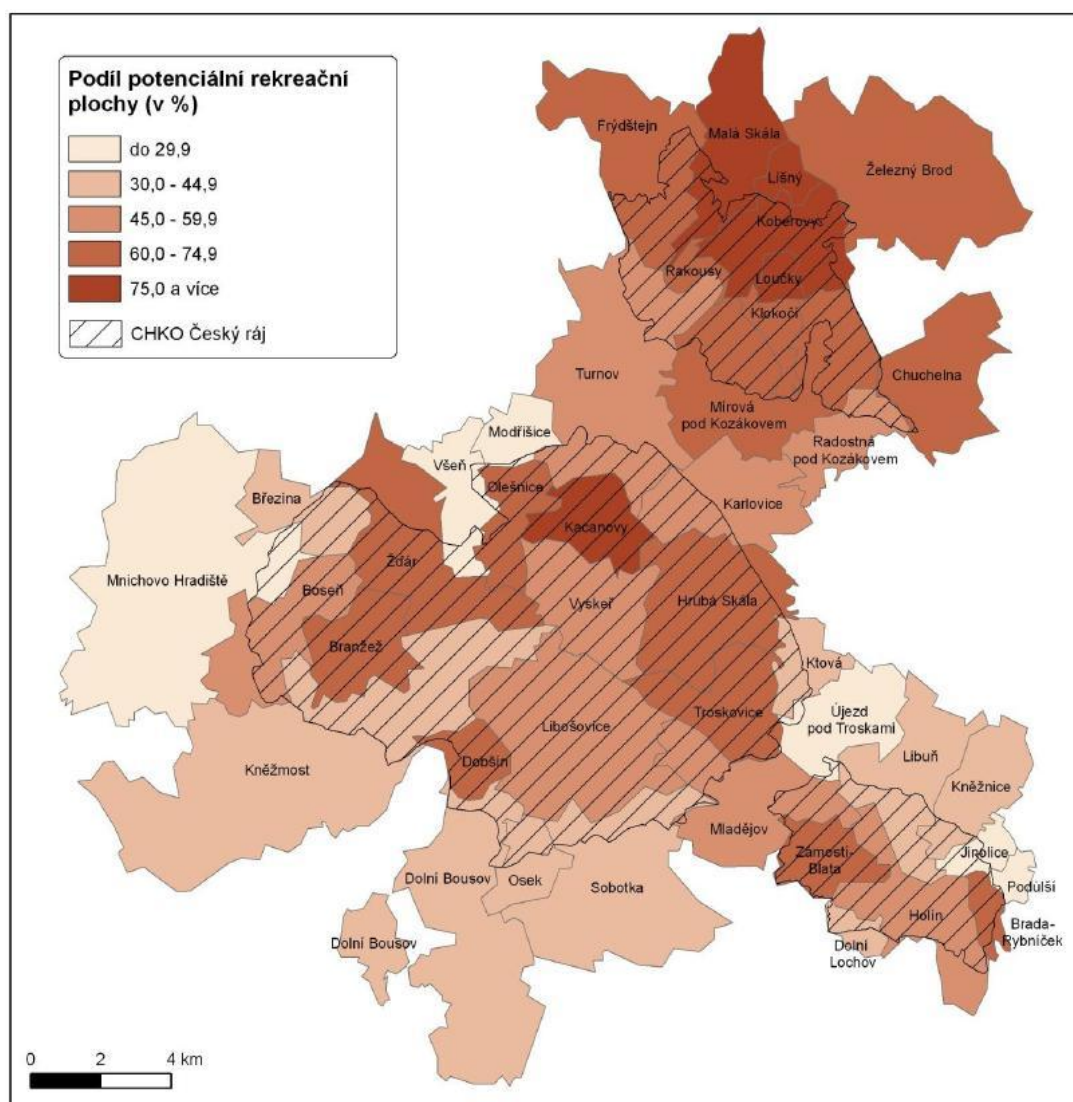 Podíl potenciální rekreační
plochy (v %)
do 29,9
30,0 - 44,9
45,0 - 59,9
60,0 - 74,9
75,0 a více
CHKO Český ráj
Frýdštejn
Malá Skála
Líšný
Železný Brod
Koberovy
Rakousy
Loučky
Klokočí
Turnov
Chuchelna
Mírová
pod Kozákovem
Modřišice
Radostná
pod Kozákovem
Všeň
Olešnice
Březina
Karlovice
Kacanovy
Žďár
Mnichovo Hradiště
Boseň
Vyskeř
Hrubá Skála
Branžež
Ktová
Troskovice
Újezd
pod Troskami
Libošovice
Libuň
Dobšín
Kněžmost
Kněžnice
Mladějov
Zámostí-
Blata
Jinolice
Podůlší
Dolní Bousov
Osek
Sobotka
Holín
Brada-
Rybníček
Dolní Bousov
Dolní
Lochov
0 2 4 km